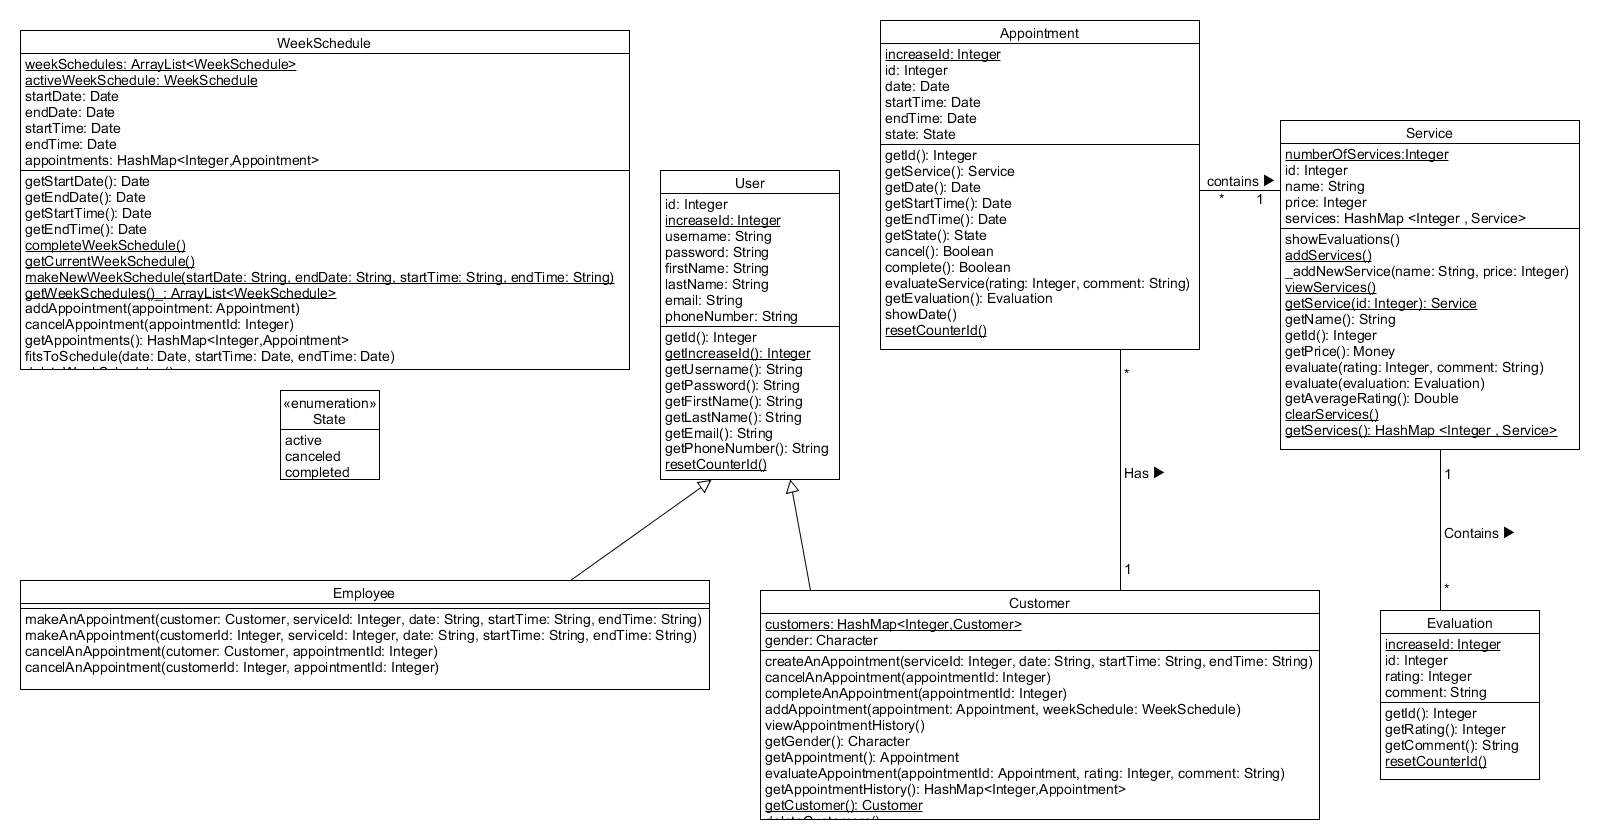 WeekSchedule
weekSchedules: ArrayList<WeekSchedule>
activeWeekSchedule: WeekSchedule
startDate: Date
endDate: Date
startTime: Date
endTime: Date
appointments: HashMap<Integer,Appointment>
getStartDate(): Date
getEndDate(): Date
getStartTime(): Date
getEndTime(): Date
completeWeekSchedule()
getCurrentWeekSchedule()
makeNewWeekSchedule(startDate: String, endDate: String, startTime: String, endTime: String)
getWeekSchedules()_: ArrayList<WeekSchedule>
addAppointment(appointment: Appointment)
cancelAppointment(appointmentId: Integer)
getAppointments(): HashMap<Integer,Appointment>
fitsToSchedule(date: Date, startTime: Date, endTime: Date)
«enumeration»
State
active
canceled
completed
User
id: Integer
increaseId: Integer
username: String
password: String
firstName: String
lastName: String
email: String
phoneNumber: String
getId(): Integer
getIncreaseId(): Integer
getUsername(): String
getPassword(): String
getFirstName(): String
getLastName(): String
getEmail(): String
getPhoneNumber(): String
resetCounterId()
Appointment
increaseId: Integer
id: Integer
date: Date
startTime: Date
endTime: Date
state: State
getId(): Integer
getService(): Service
getDate(): Date
getStartTime(): Date
getEndTime(): Date
getState(): State
cancel(): Boolean
complete(): Boolean
evaluateService(rating: Integer, comment: String)
getEvaluation(): Evaluation
showDate()
resetCounterId()
contains ▶
* 1
Service
numberOfServices:Integer
id: Integer
name: String
price: Integer
services: HashMap <Integer , Service>
showEvaluations()
addServices()
_addNewService(name: String, price: Integer)
viewServices()
getService(id: Integer): Service
getName(): String
getId(): Integer
getPrice(): Money
evaluate(rating: Integer, comment: String)
evaluate(evaluation: Evaluation)
getAverageRating(): Double
clearServices()
getServices(): HashMap <Integer , Service>
*
Has ▶
1
1
Contains ▶
*
Employee
makeAnAppointment(customer: Customer, serviceId: Integer, date: String, startTime: String, endTime: String)
makeAnAppointment(customerId: Integer, serviceId: Integer, date: String, startTime: String, endTime: String)
cancelAnAppointment(cutomer: Customer, appointmentId: Integer)
cancelAnAppointment(customerId: Integer, appointmentId: Integer)
Customer
customers: HashMap<Integer,Customer>
gender: Character
createAnAppointment(serviceId: Integer, date: String, startTime: String, endTime: String)
cancelAnAppointment(appointmentId: Integer)
completeAnAppointment(appointmentId: Integer)
addAppointment(appointment: Appointment, weekSchedule: WeekSchedule)
viewAppointmentHistory()
getGender(): Character
getAppointment(): Appointment
evaluateAppointment(appointmentId: Appointment, rating: Integer, comment: String)
getAppointmentHistory(): HashMap<Integer,Appointment>
getCustomer(): Customer
Evaluation
increaseId: Integer
id: Integer
rating: Integer
comment: String
getId(): Integer
getRating(): Integer
getComment(): String
resetCounterId()